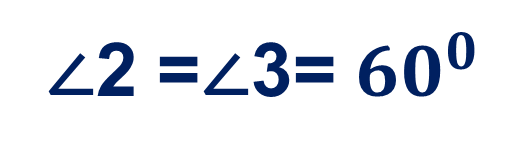 ∠2 =∠3= 60⁰